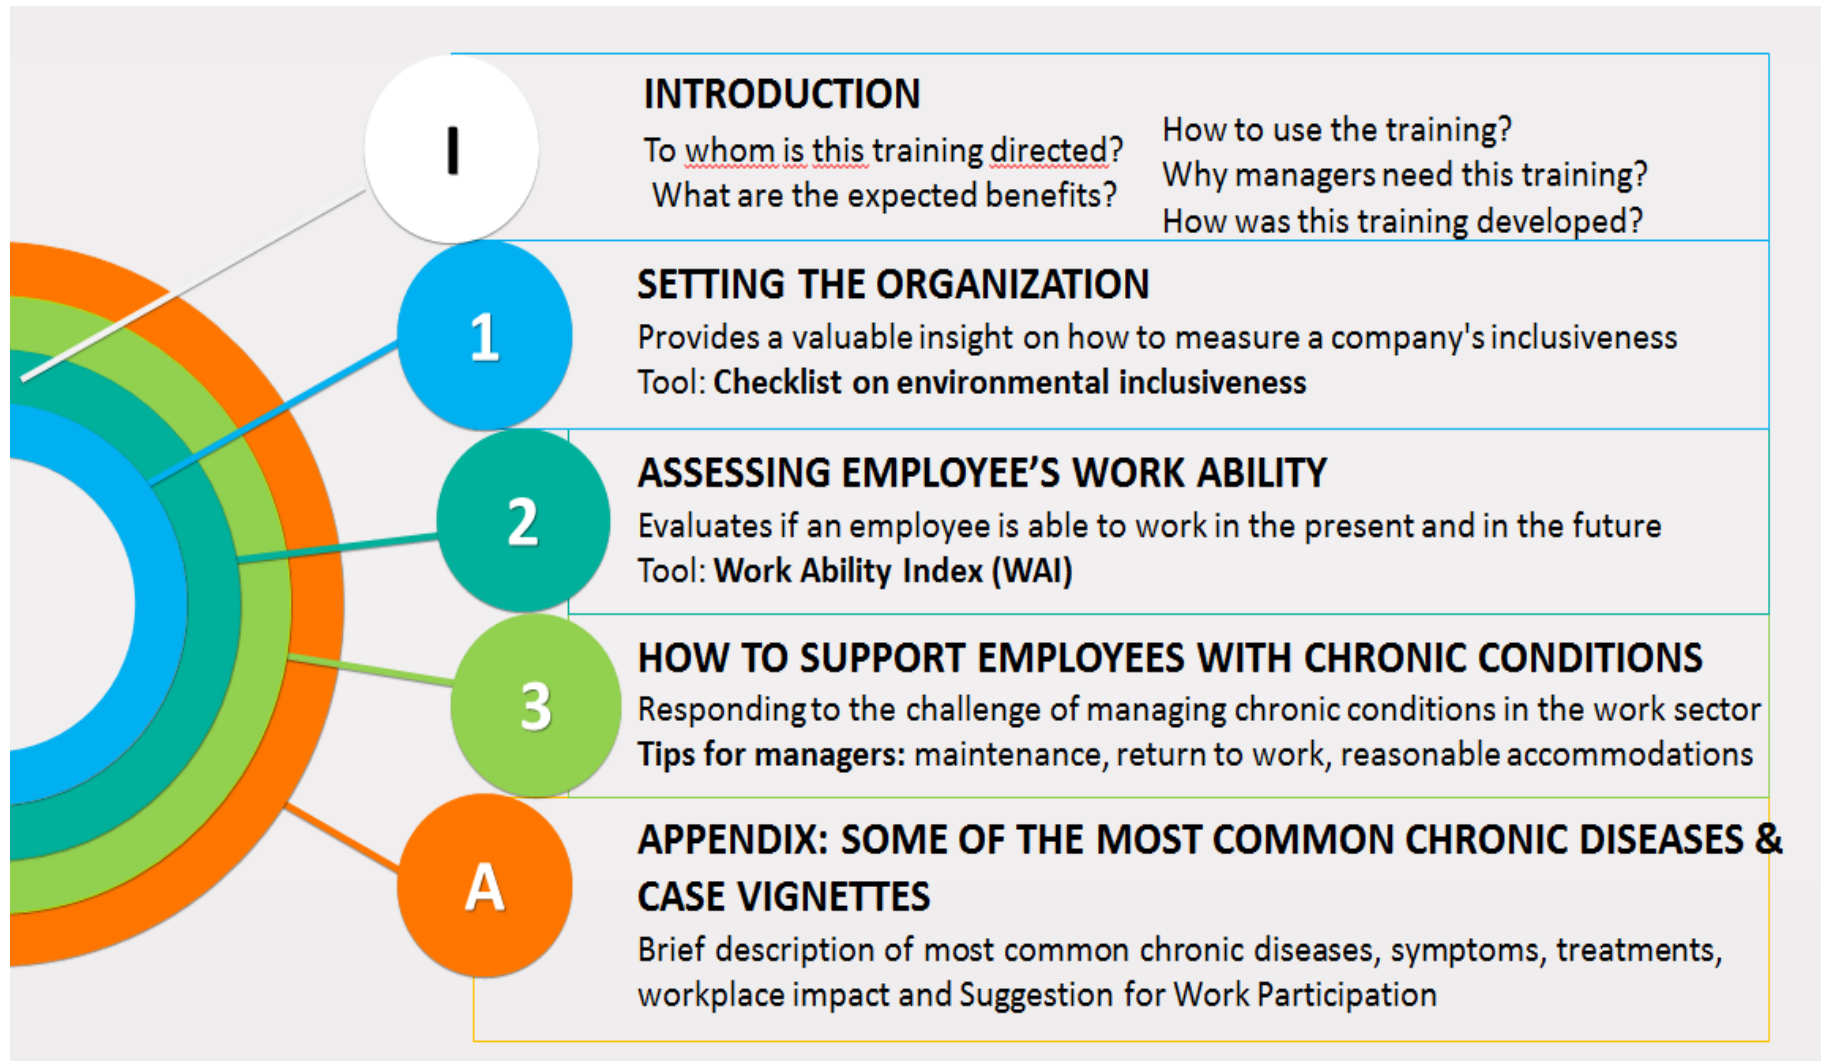 I
INTRODUCTION
To whom is this training directed?
What are the expected benefits?
How to use the training?
Why managers need this training?
How was this training developed?
1
SETTING THE ORGANIZATION
Provides a valuable insight on how to measure a company's inclusiveness
Tool: Checklist on environmental inclusiveness
2
ASSESSING EMPLOYEE’S WORK ABILITY
Evaluates if an employee is able to work in the present and in the future
Tool: Work Ability Index (WAI)
3
HOW TO SUPPORT EMPLOYEES WITH CHRONIC CONDITIONS
Responding to the challenge of managing chronic conditions in the work sector
Tips for managers: maintenance, return to work, reasonable accommodations
A
APPENDIX: SOME OF THE MOST COMMON CHRONIC DISEASES &
CASE VIGNETTES
Brief description of most common chronic diseases, symptoms, treatments,
workplace impact and Suggestion for Work Participation